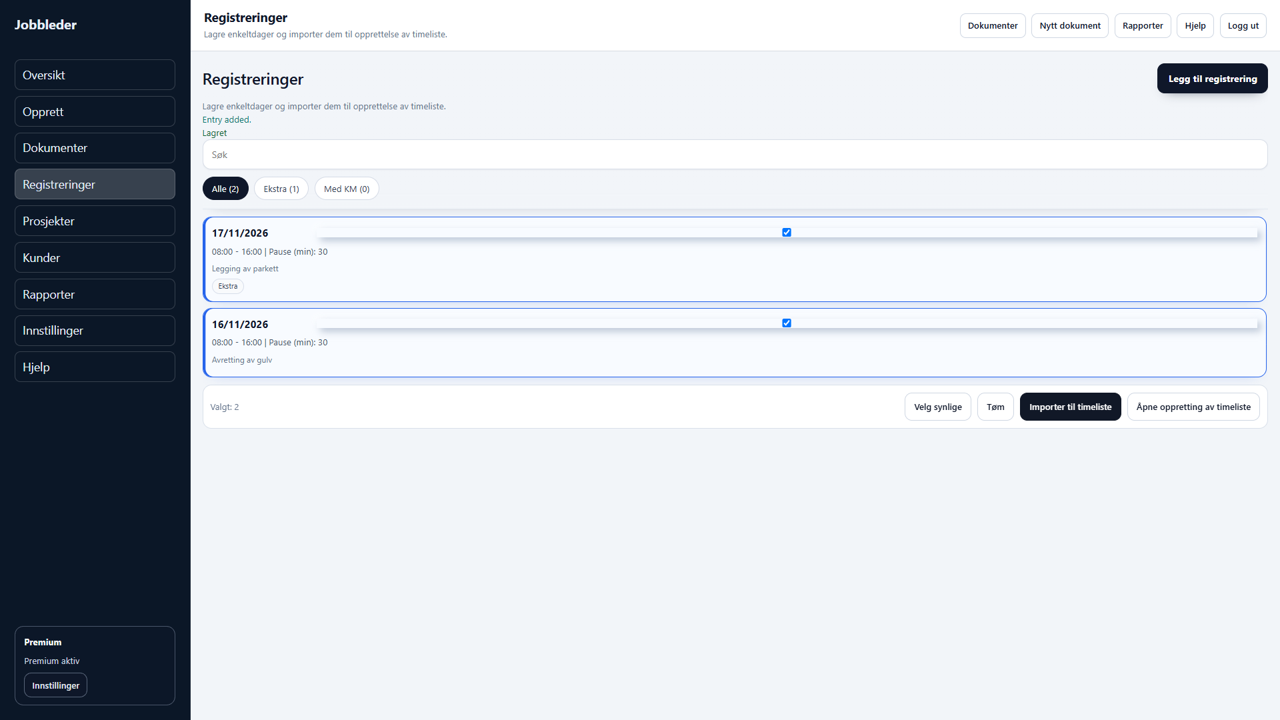 Jobbleder
Oversikt
Opprett
Dokumenter
Registreringer
Prosjekter
Kunder
Rapporter
Innstillinger
Hjelp
Premium
Premium aktiv
Innstillinger
Registreringer
Lagre enkeltdager og importer dem til opprettelse av timeliste.
Dokumenter
Nytt dokument
Rapporter
Hjelp
Logg ut
Registreringer
Legg til registrering
Lagre enkeltdager og importer dem til opprettelse av timeliste.
Entry added.
Lagret
Søk
Alle (2)
Ekstra (1)
Med KM (0)
17/11/2026
08:00 - 16:00 | Pause (min): 30
Legging av parkett
Ekstra
16/11/2026
08:00 - 16:00 | Pause (min): 30
Avretting av gulv
Valgt: 2
Velg synlige
Tøm
Importer til timeliste
Åpne oppretting av timeliste